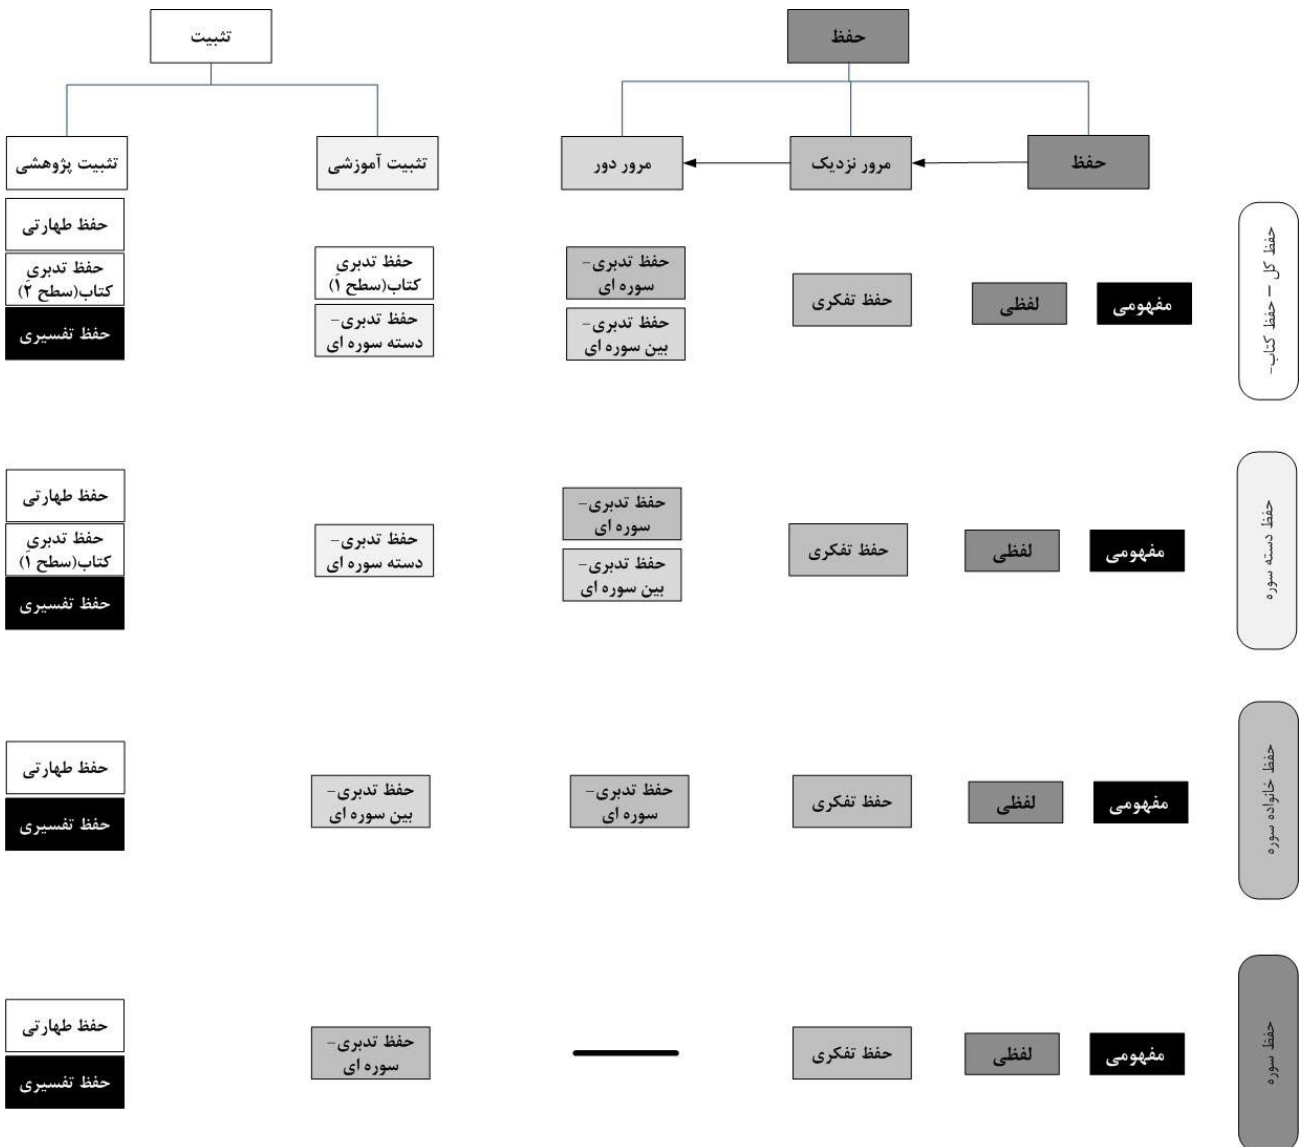 حفظ
تثبیت
حفظ
مرور نزدیک
مرور دور
تثبیت آموزشی
تثبیت پژوهشی
حفظ کل – حفظ کتاب-
مفهومی
لفظی
حفظ تفکری
حفظ تدبری-
سوره ای
حفظ تدبری-
بین سوره ای
حفظ تدبریِ
کتاب(سطح ۱)
حفظ تدبری-
دسته سوره ای
حفظ طهارتی
حفظ تدبریِ
کتاب(سطح ۲)
حفظ تفسیری
حفظ دسته سوره
مفهومی
لفظی
حفظ تفکری
حفظ تدبری-
سوره ای
حفظ تدبری-
بین سوره ای
حفظ تدبری-
دسته سوره ای
حفظ طهارتی
حفظ تدبریِ
کتاب(سطح ۱)
حفظ تفسیری
حفظ خانواده سوره
مفهومی
لفظی
حفظ تفکری
حفظ تدبری-
سوره ای
حفظ تدبری-
بین سوره ای
حفظ طهارتی
حفظ تفسیری
حفظ سوره
مفهومی
لفظی
حفظ تفکری
حفظ تدبری-
سوره ای
حفظ طهارتی
حفظ تفسیری